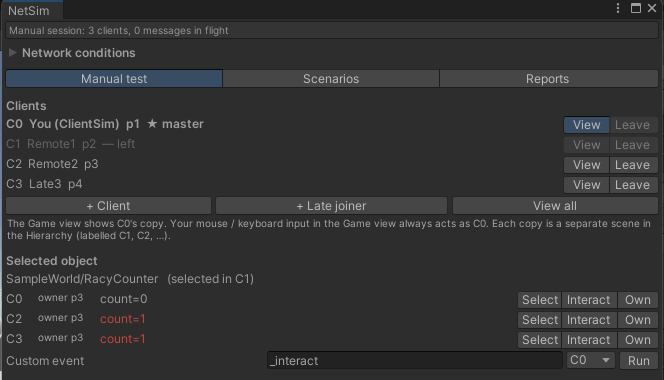 NetSim
Manual session: 3 clients, 0 messages in flight
Network conditions
Manual test Scenarios Reports
Clients
C0 You (ClientSim) p1 ★ master View Leave
C1 Remote1 p2 — left View Leave
C2 Remote2 p3 View Leave
C3 Late3 p4 View Leave
+ Client + Late joiner View all
The Game view shows C0's copy. Your mouse / keyboard input in the Game view always acts as C0. Each copy is a separate scene in
the Hierarchy (labelled C1, C2, ...).
Selected object
SampleWorld/RacyCounter (selected in C1)
C0 owner p3 count=0 Select Interact Own
C2 owner p3 count=1 Select Interact Own
C3 owner p3 count=1 Select Interact Own
Custom event _interact C0 Run